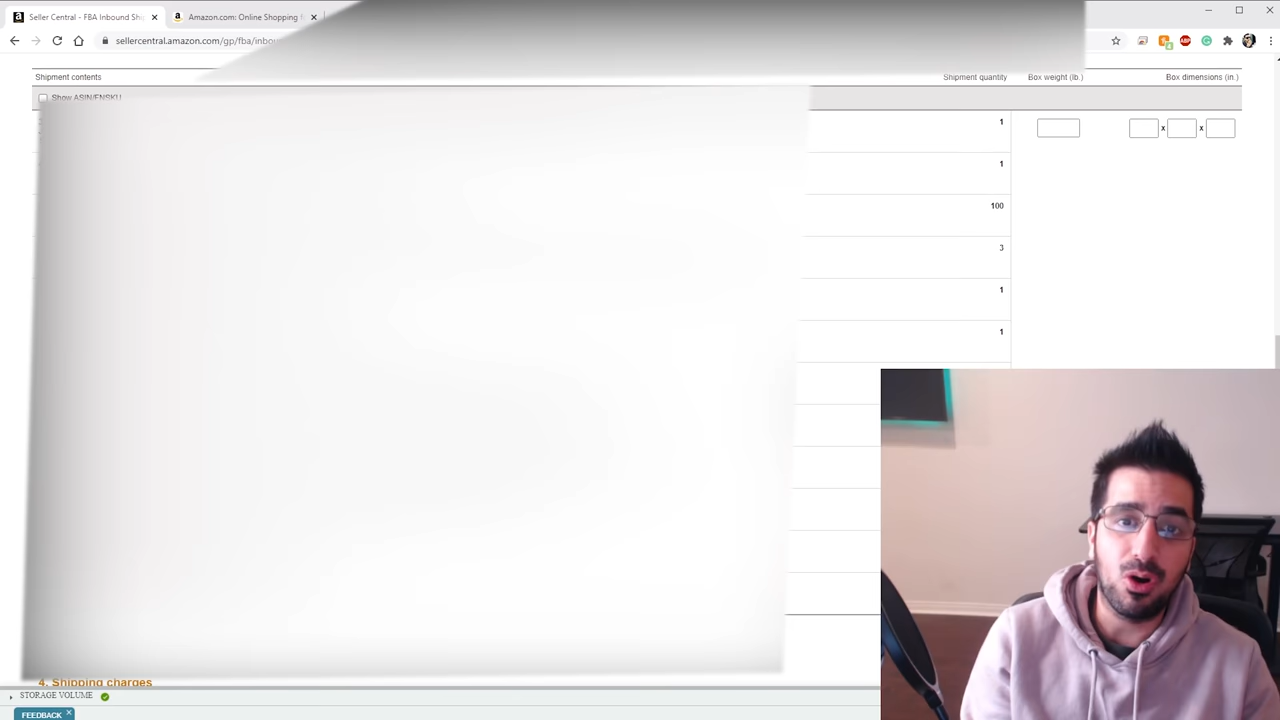 Seller Central - FBA Inbound Shi
Amazon.com: Online Shopping f
sellercentral.amazon.com/gp/fba/inbou
Shipment contents Shipment quantity Box weight (lb.) Box dimensions (in.)
Show ASIN/FNSKU
1 x x
1
100
3
1
1
4. Shipping charges
STORAGE VOLUME
FEEDBACK x